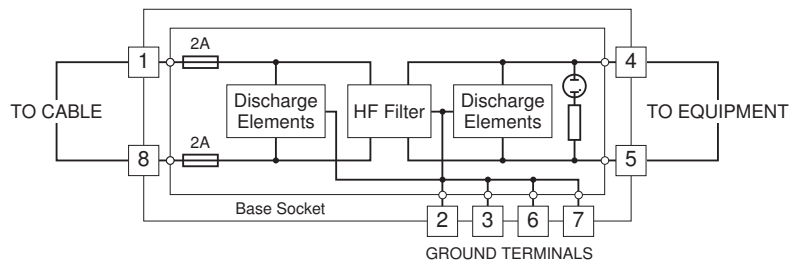 2A
1
4
Discharge
Elements
HF Filter
Discharge
Elements
TO CABLE
TO EQUIPMENT
2A
8
5
Base Socket
2
3
6
7
GROUND TERMINALS